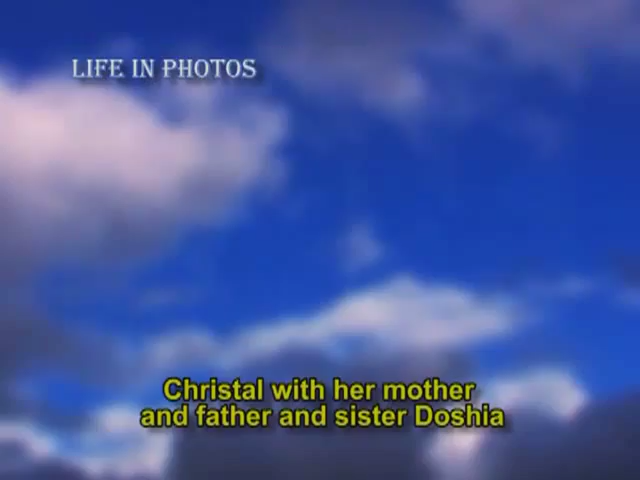 LIFE IN PHOTOS
Christal with her mother
and father and sister Doshia